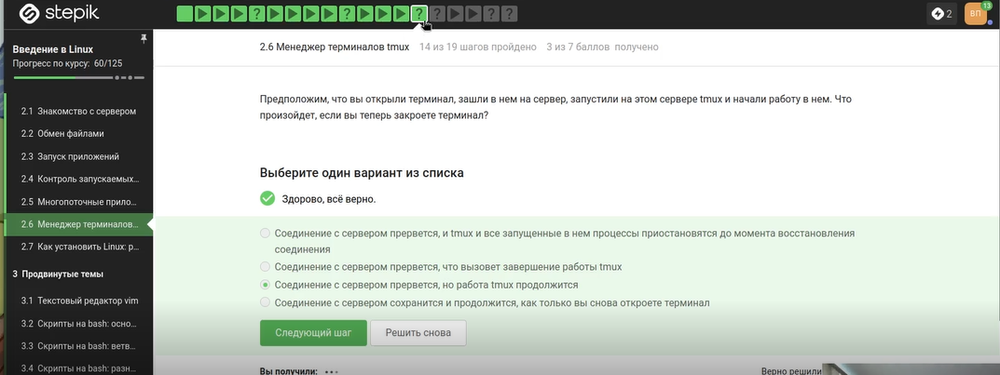 stepik
? ? ? ? ? ?
2
ВП
13
Введение в Linux
Прогресс по курсу: 60/125
2.6 Менеджер терминалов tmux 14 из 19 шагов пройдено 3 из 7 баллов получено
2.1 Знакомство с сервером
2.2 Обмен файлами
2.3 Запуск приложений
2.4 Контроль запускаемых...
2.5 Многопоточные прило...
2.6 Менеджер терминалов...
2.7 Как установить Linux: р...
3 Продвинутые темы
3.1 Текстовый редактор vim
3.2 Скрипты на bash: осно...
3.3 Скрипты на bash: ветв...
3.4 Скрипты на bash: разн...
Предположим, что вы открыли терминал, зашли в нем на сервер, запустили на этом сервере tmux и начали работу в нем. Что
произойдет, если вы теперь закроете терминал?
Выберите один вариант из списка
Здорово, всё верно.
Соединение с сервером прервется, и tmux и все запущенные в нем процессы приостановятся до момента восстановления
соединения
Соединение с сервером прервется, что вызовет завершение работы tmux
Соединение с сервером прервется, но работа tmux продолжится
Соединение с сервером сохранится и продолжится, как только вы снова откроете терминал
Следующий шаг
Решить снова
Вы получили:
Верно решили